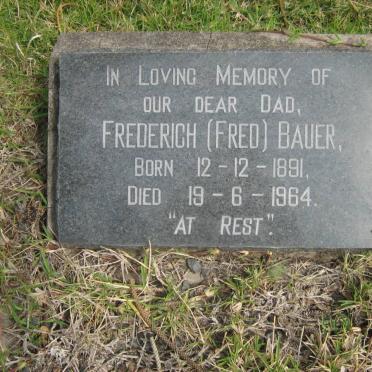 IN LOVING MEMORY OF
OUR DEAR DAD,
FREDERICH (FRED) BAUER,
BORN 12-12-1891,
DIED 19-6-1964.
"AT REST".